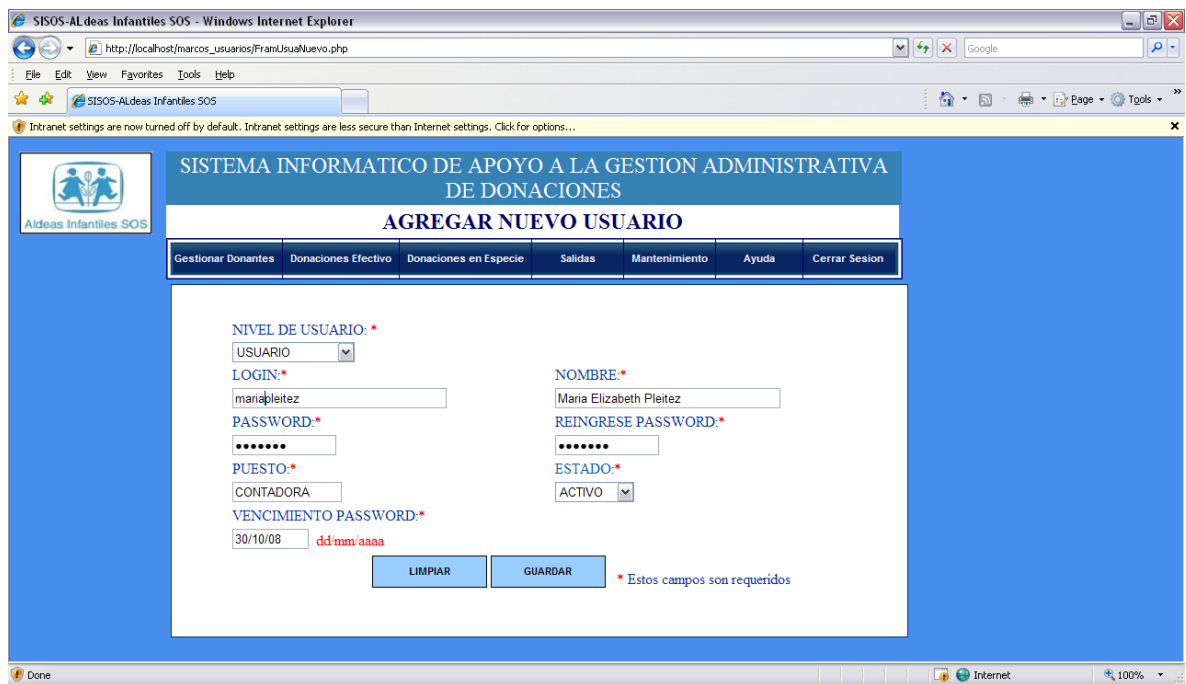 SISOS-ALdeas Infantiles SOS - Windows Internet Explorer
http://localhost/marcos_usuarios/FramUsuaNuevo.php
Google
File Edit View Favorites Tools Help
SISOS-ALdeas Infantiles SOS
Page Tools
Intranet settings are now turned off by default. Intranet settings are less secure than Internet settings. Click for options...
Aldeas Infantiles SOS
SISTEMA INFORMATICO DE APOYO A LA GESTION ADMINISTRATIVA
DE DONACIONES
AGREGAR NUEVO USUARIO
Gestionar Donantes Donaciones Efectivo Donaciones en Especie Salidas Mantenimiento Ayuda Cerrar Sesion
NIVEL DE USUARIO: *
USUARIO
LOGIN:* NOMBRE:*
mariapleitez Maria Elizabeth Pleitez
PASSWORD:* REINGRESE PASSWORD:*
••••••• •••••••
PUESTO:* ESTADO:*
CONTADORA ACTIVO
VENCIMIENTO PASSWORD:*
30/10/08 dd/mm/aaaa
LIMPIAR GUARDAR * Estos campos son requeridos
Done Internet 100%